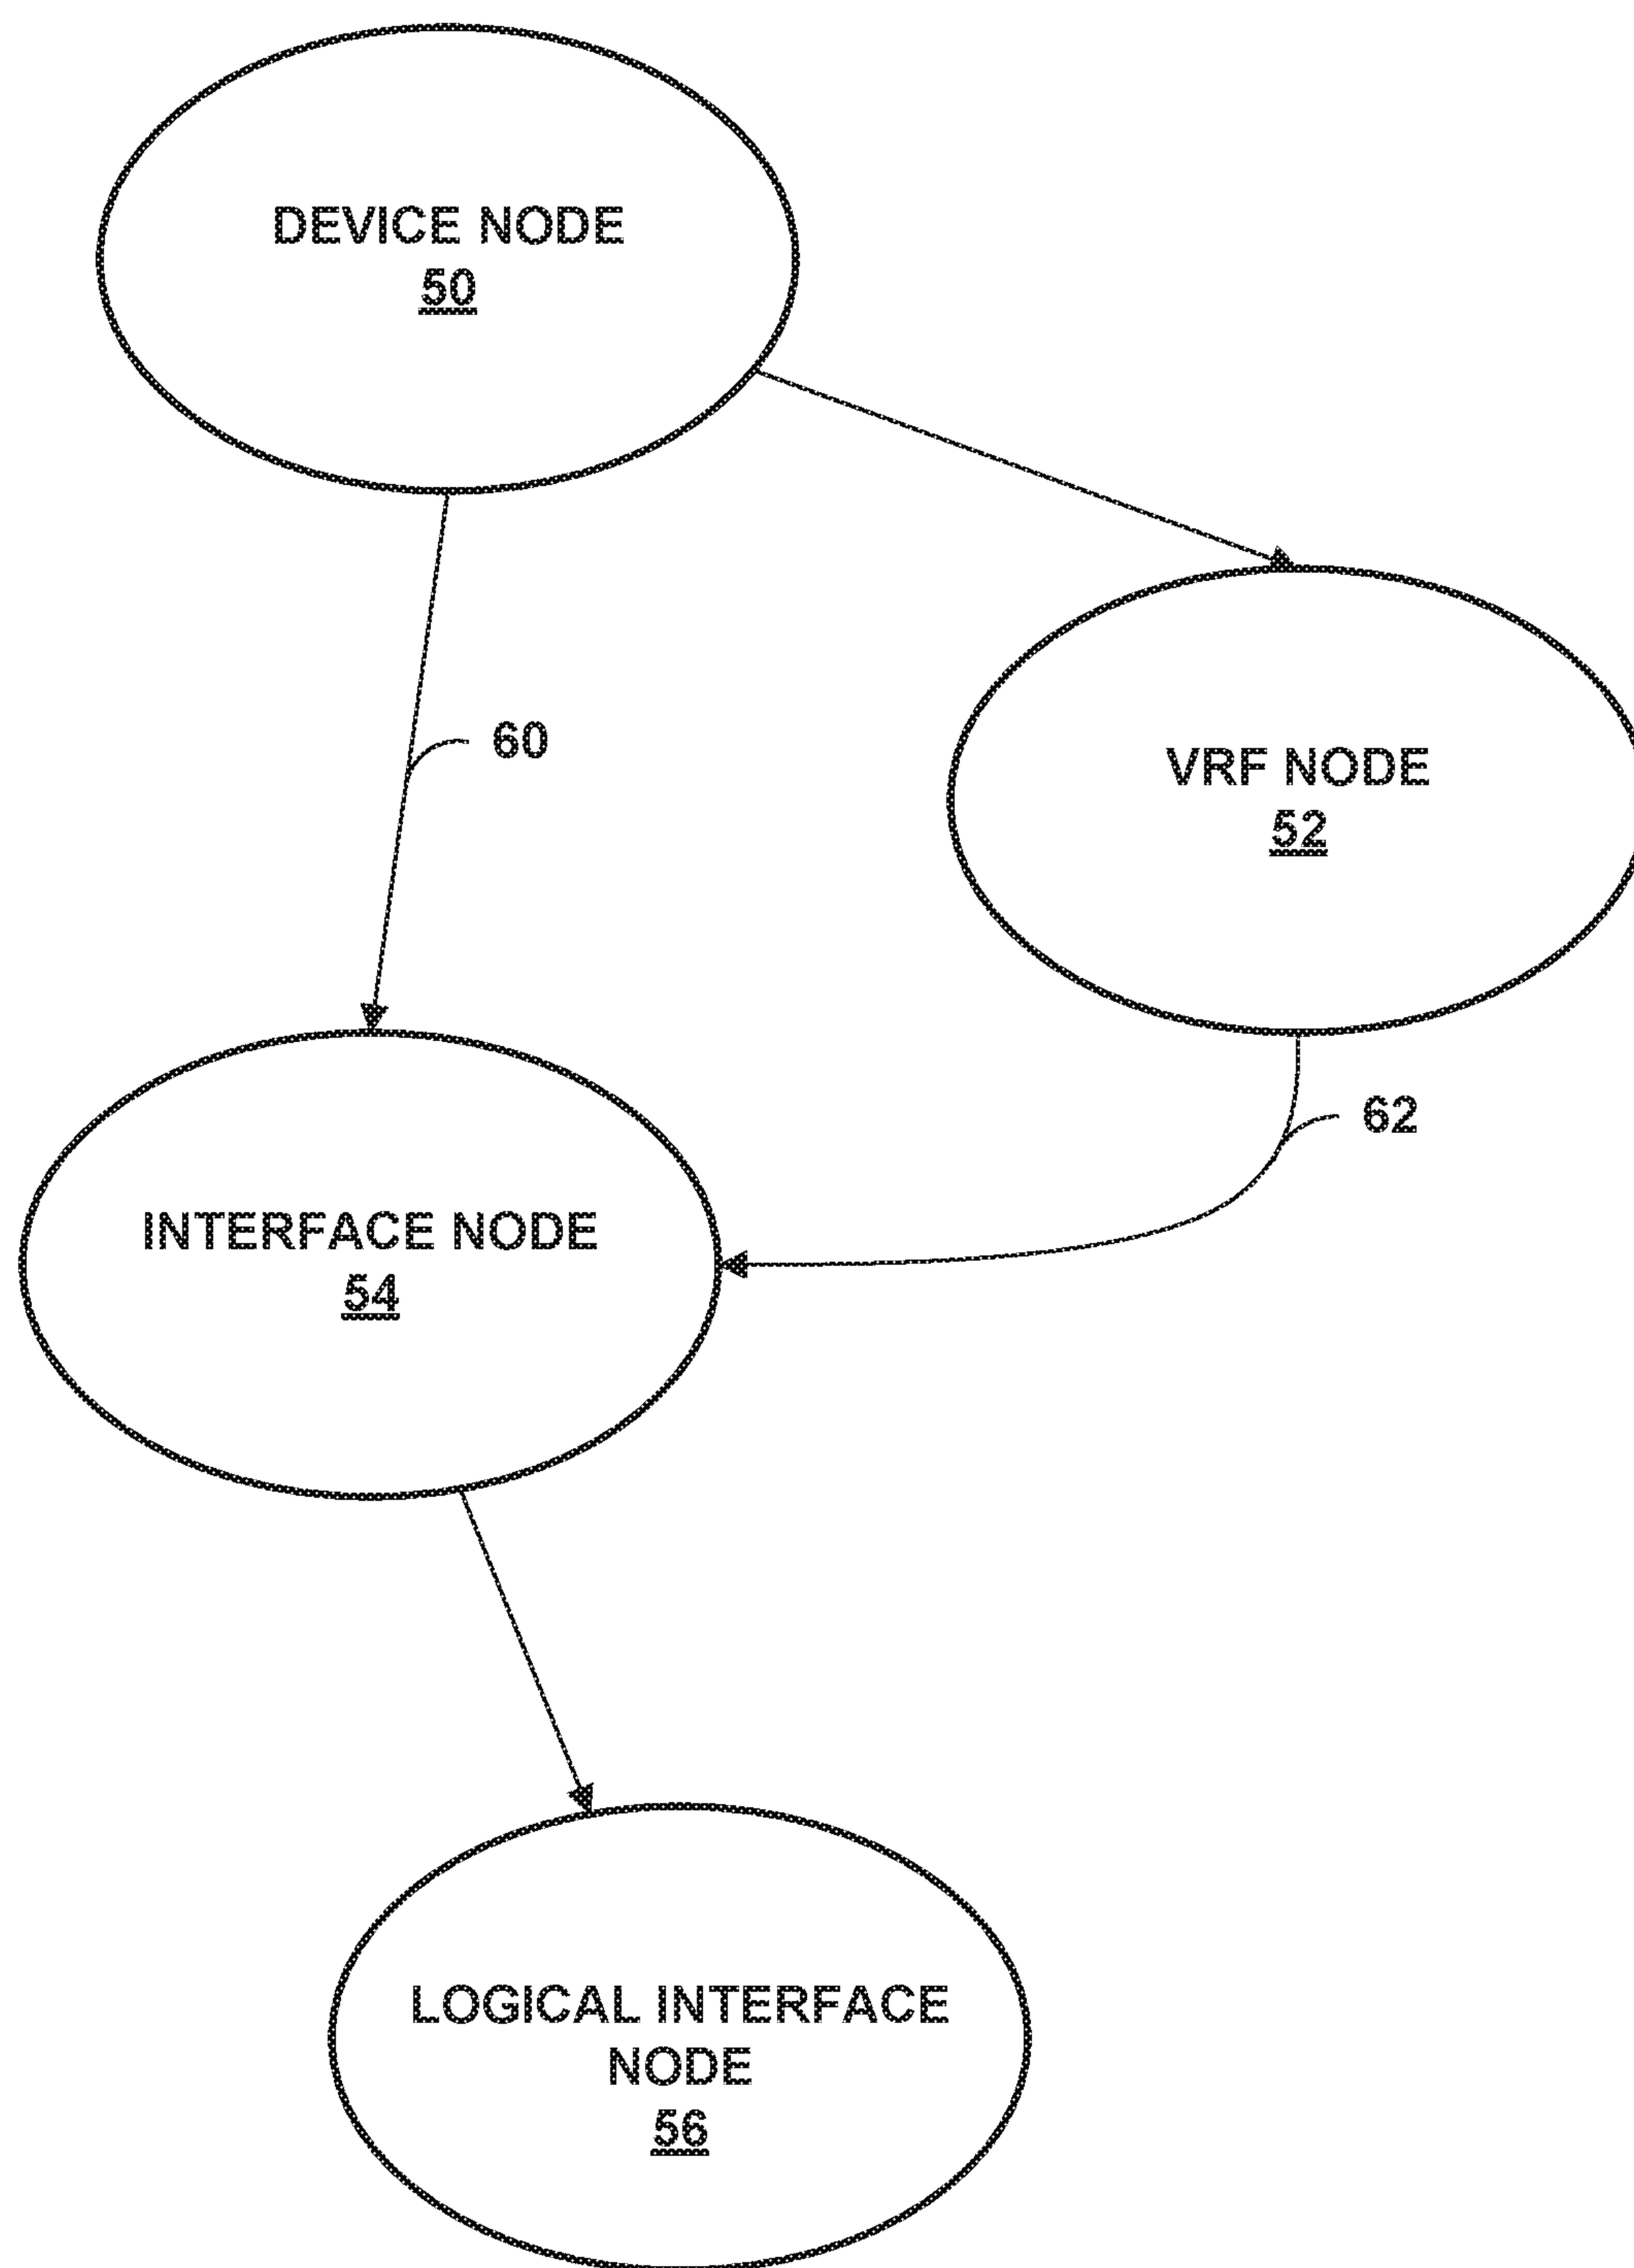 DEVICE NODE
50
60
VRF NODE
52
62
INTERFACE NODE
54
LOGICAL INTERFACE
NODE
56